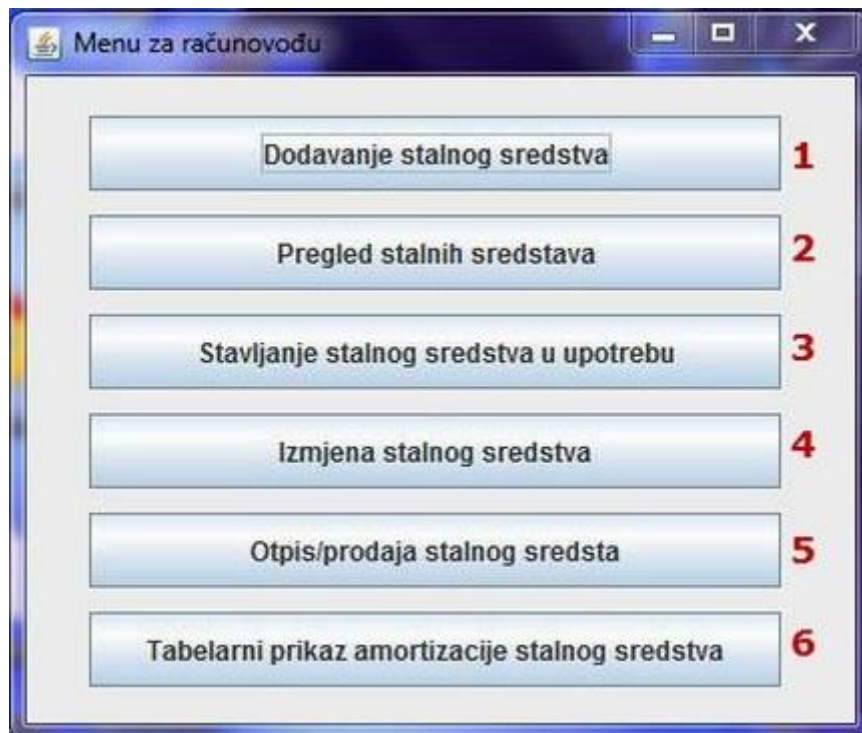 Menu za računovođu
Dodavanje stalnog sredstva 1
Pregled stalnih sredstava 2
Stavljanje stalnog sredstva u upotrebu 3
Izmjena stalnog sredstva 4
Otpis/prodaja stalnog sredsta 5
Tabelarni prikaz amortizacije stalnog sredstva 6